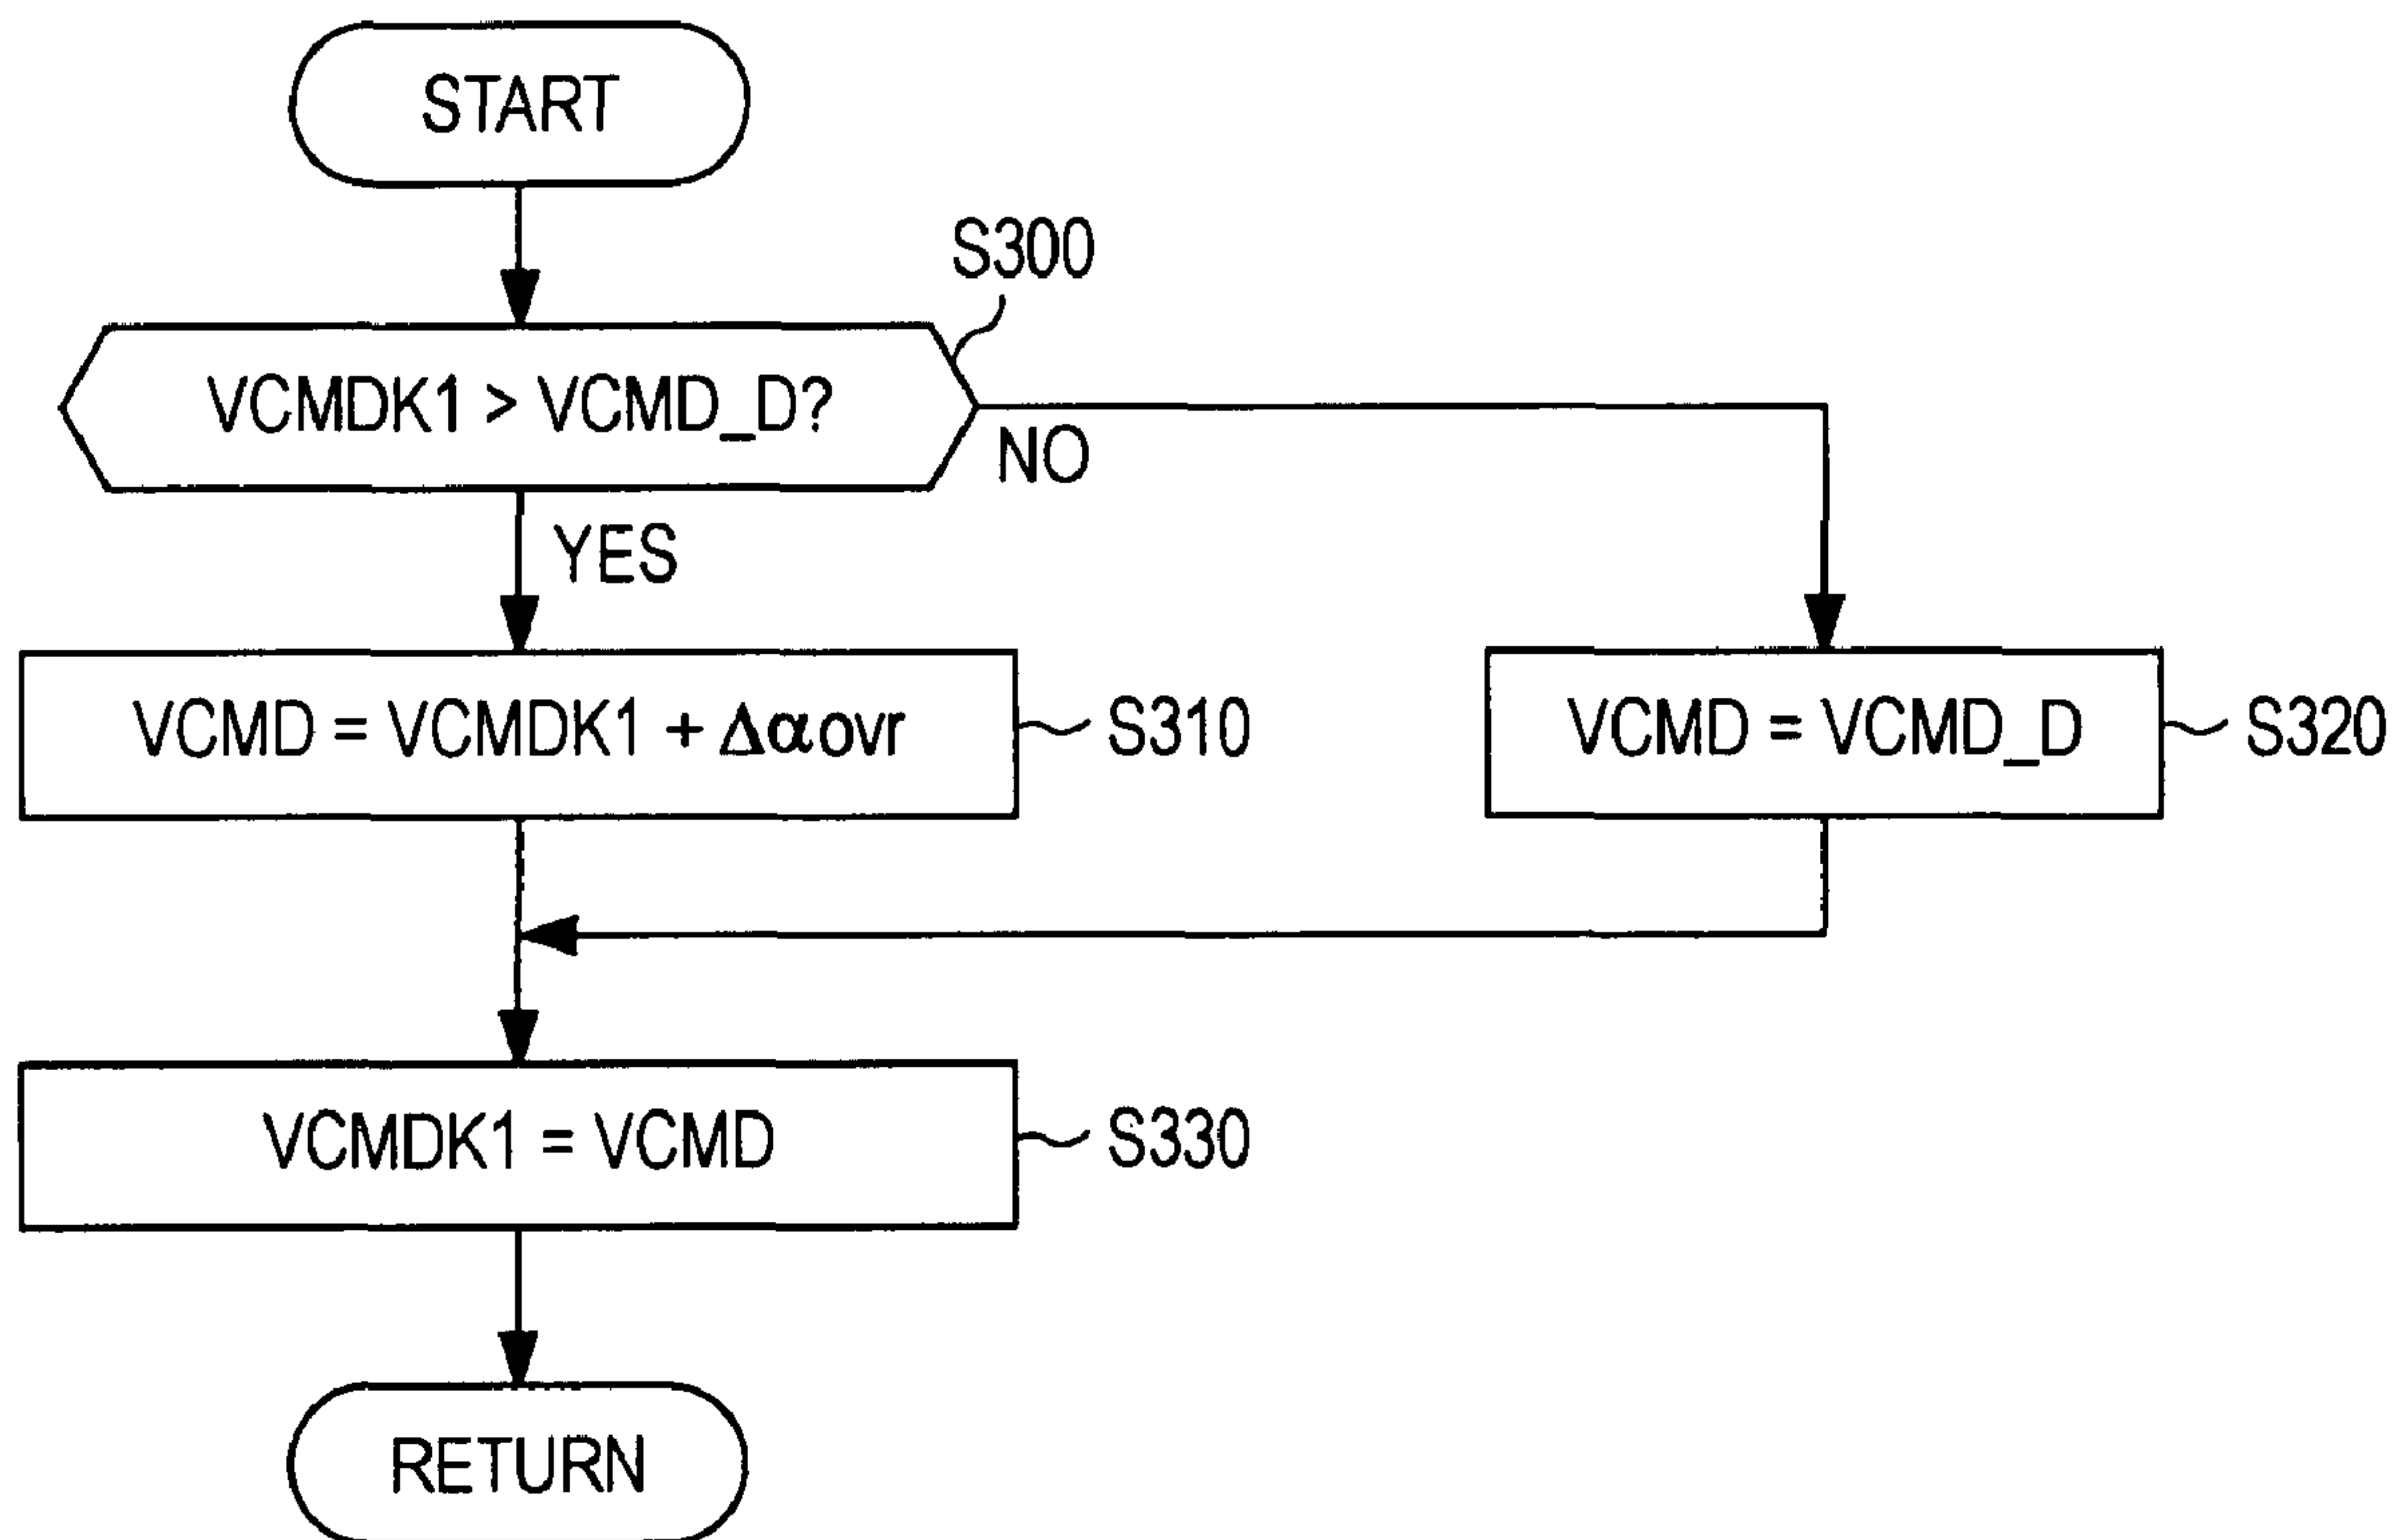 START
S300
VCMDK1 > VCMD_D?
NO
YES
VCMD = VCMDK1 + Δαovr
S310
VCMD = VCMD_D
S320
VCMDK1 = VCMD
S330
RETURN